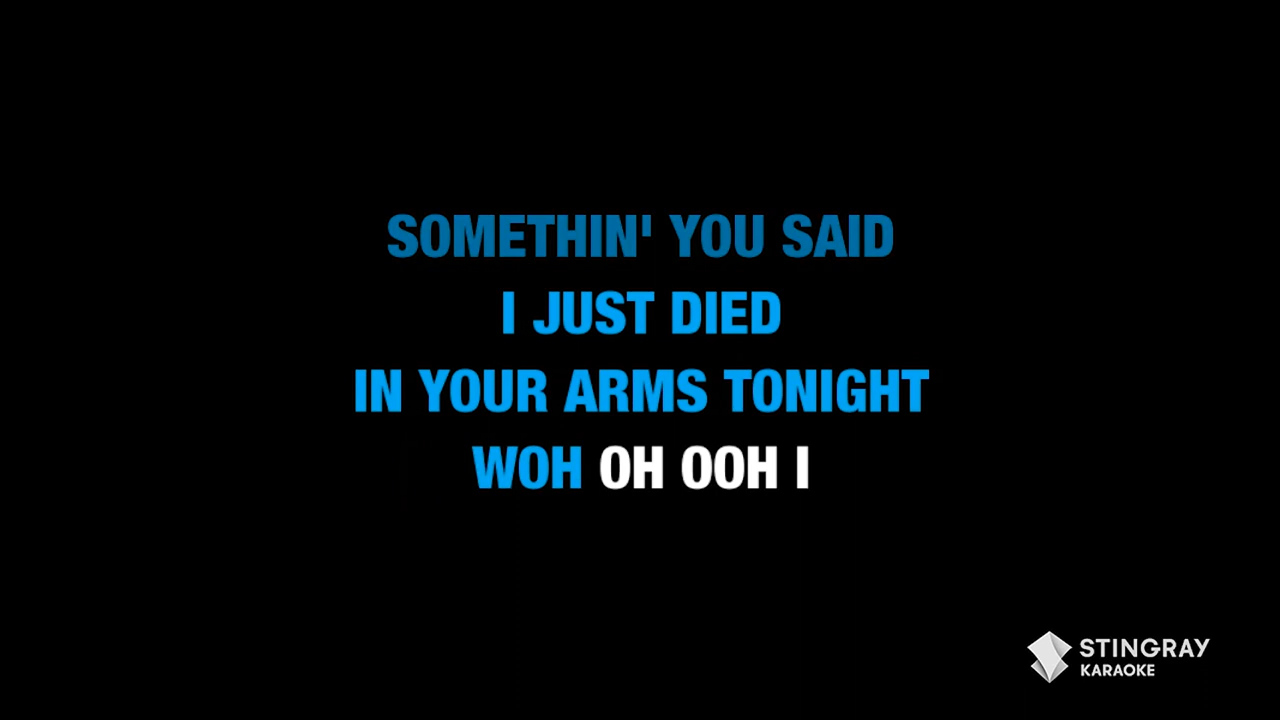 SOMETHIN' YOU SAID
I JUST DIED
IN YOUR ARMS TONIGHT
WOH OH OOH I
STINGRAY
KARAOKE